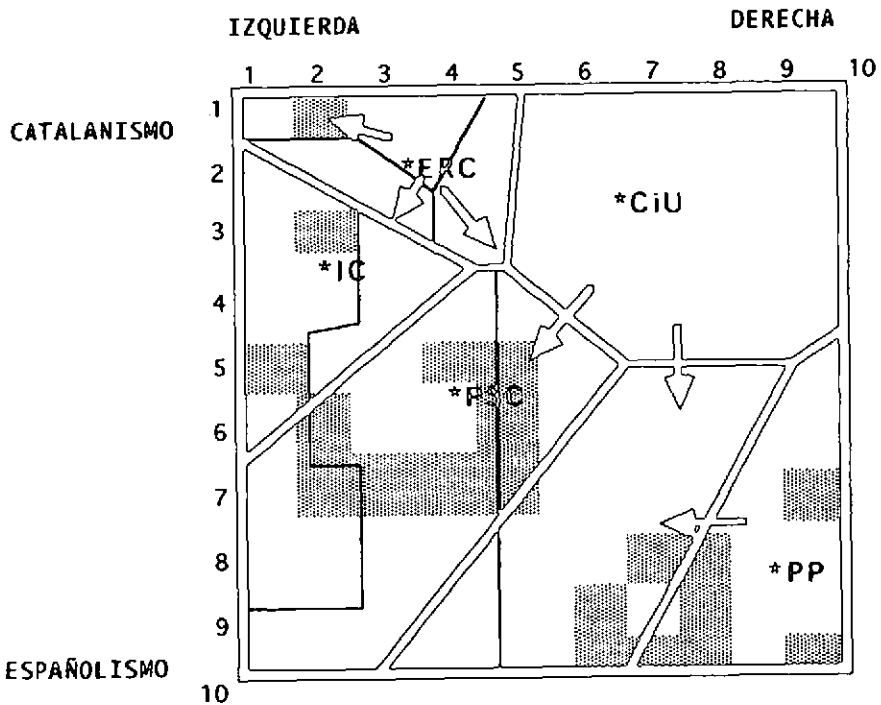 IZQUIERDA DERECHA
1 2 3 4 5 6 7 8 9 10
1
CATALANISMO
2
*ERC
*CiU
3
*IC
4
5
*PSC
6
7
8
*PP
9
ESPAÑOLISMO
10